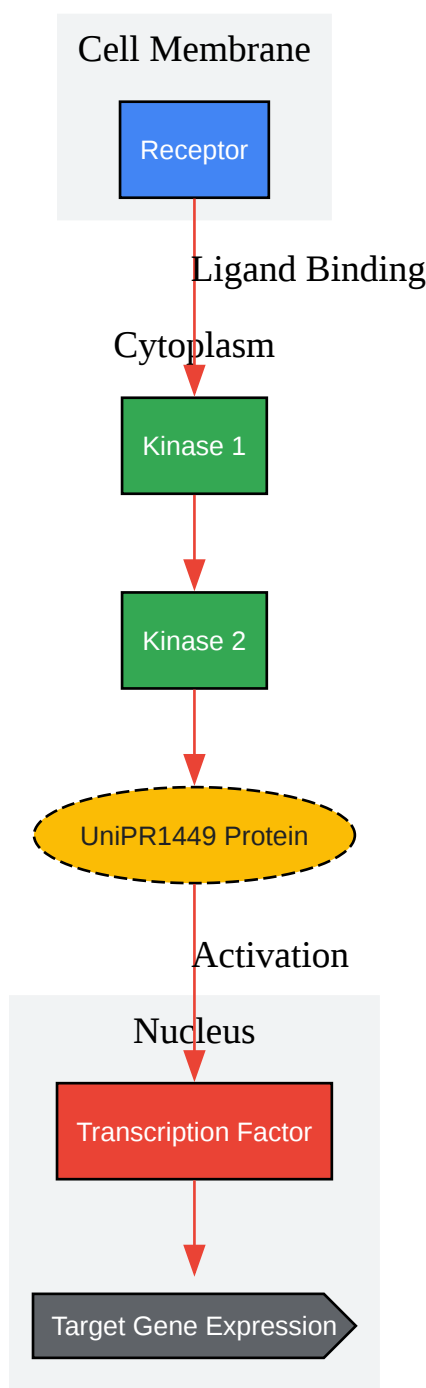 Cell Membrane
Receptor
Ligand Binding
Cytoplasm
Kinase 1
Kinase 2
UniPR1449 Protein
Activation
Nucleus
Transcription Factor
Target Gene Expression